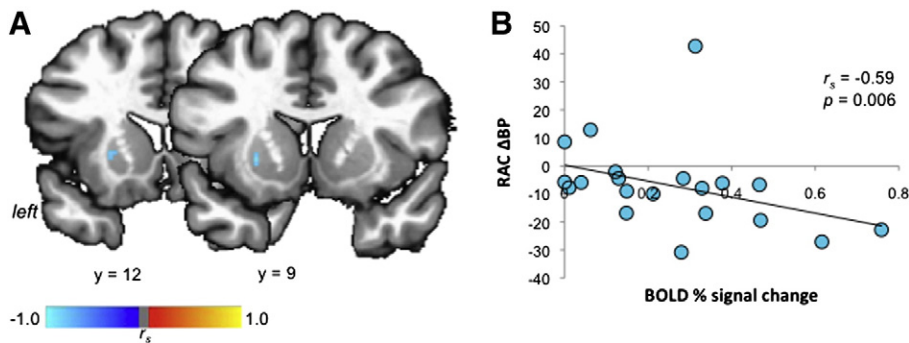 A
left
y = 12
y = 9
-1.0
1.0
rs
B
RAC ΔBP
50
40
30
20
10
0
-10
-20
-30
-40
0
0.2
0.4
0.6
0.8
rs = -0.59
p = 0.006
BOLD % signal change